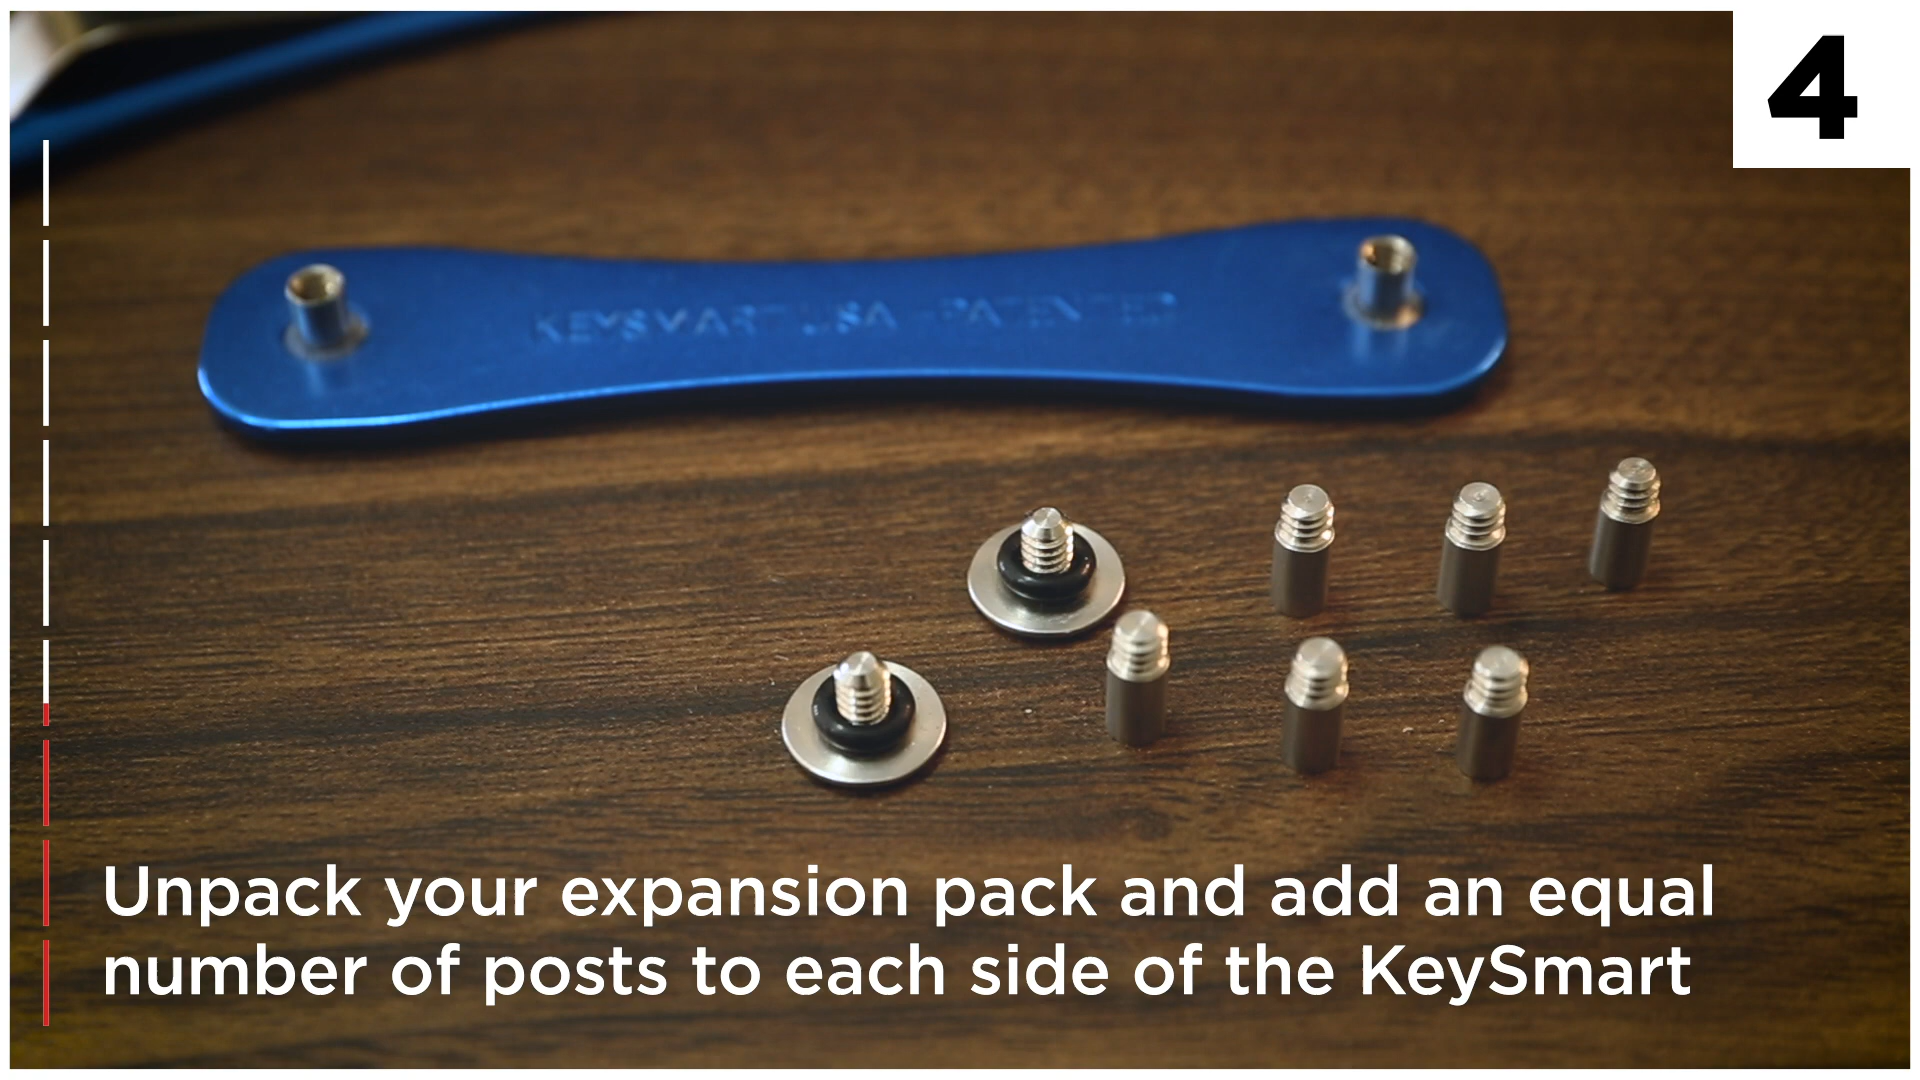 4
KEYSMART USA - PATENTED
Unpack your expansion pack and add an equal
number of posts to each side of the KeySmart